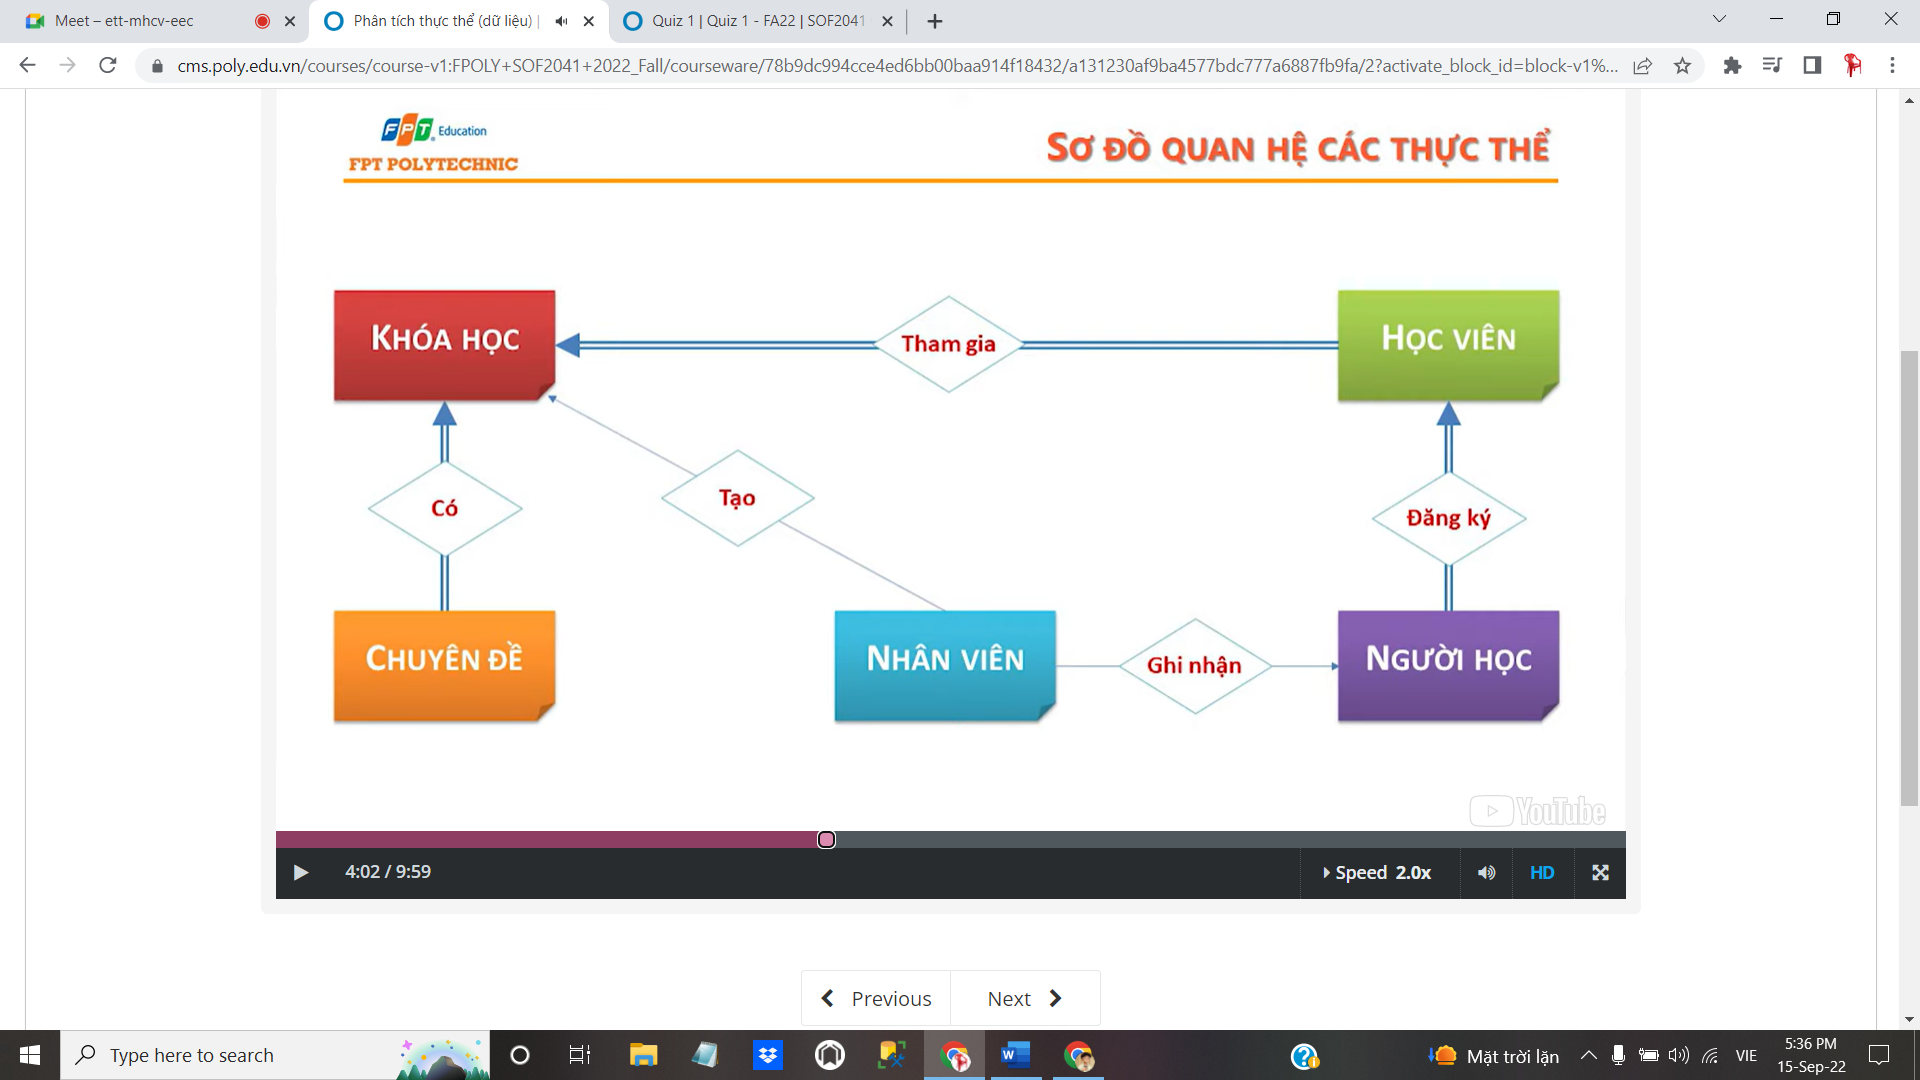 Meet – ett-mhcv-eec
Phân tích thực thể (dữ liệu) |
Quiz 1 | Quiz 1 - FA22 | SOF2041
cms.poly.edu.vn/courses/course-v1:FPOLY+SOF2041+2022_Fall/courseware/78b9dc994cce4ed6bb00baa914f18432/a131230af9ba4577bdc777a6887fb9fa/2?activate_block_id=block-v1%...
FPT Education
FPT POLYTECHNIC
SƠ ĐỒ QUAN HỆ CÁC THỰC THỂ
KHÓA HỌC
Tham gia
HỌC VIÊN
Có
Tạo
Đăng ký
CHUYÊN ĐỀ
NHÂN VIÊN
Ghi nhận
NGƯỜI HỌC
YouTube
4:02 / 9:59
Speed 2.0x
HD
Previous
Next
Type here to search
Mặt trời lặn
VIE
5:36 PM
15-Sep-22